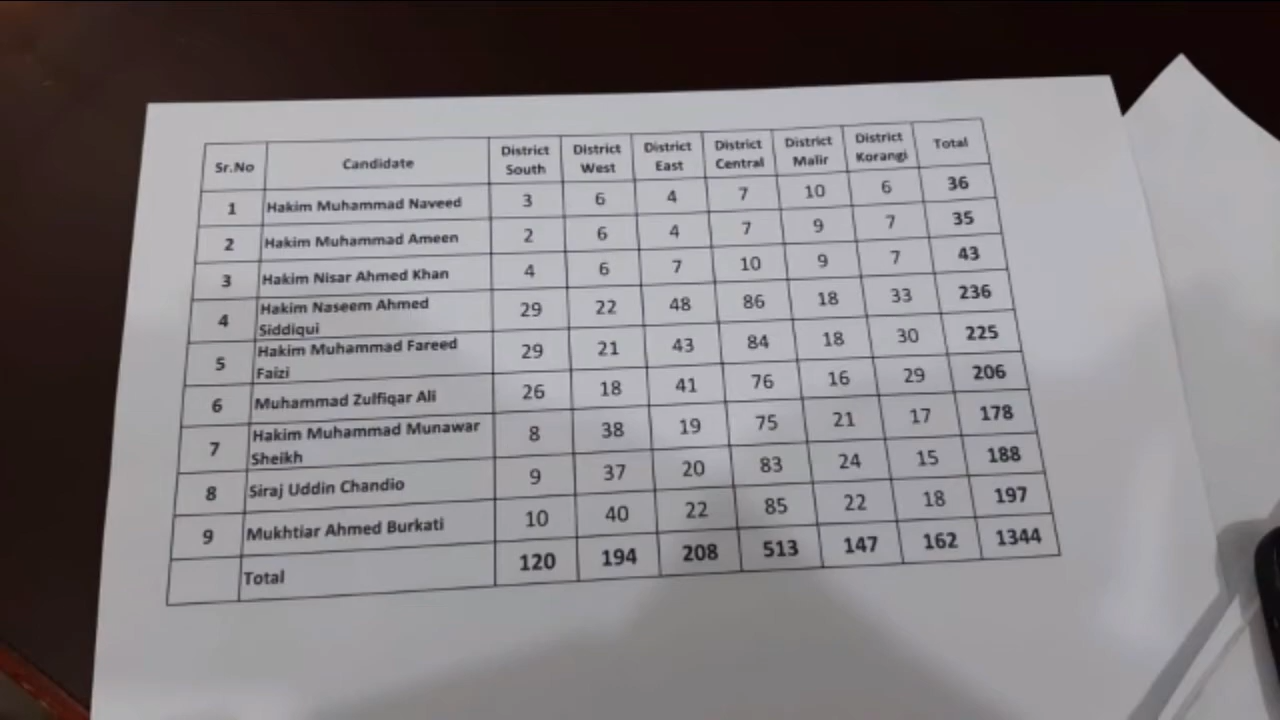 Sr.No Candidate District South District West District East District Central District Malir District Korangi Total
1 Hakim Muhammad Naveed 3 6 4 7 10 6 36
2 Hakim Muhammad Ameen 2 6 4 7 9 7 35
3 Hakim Nisar Ahmed Khan 4 6 7 10 9 7 43
4 Hakim Naseem Ahmed Siddiqui 29 22 48 86 18 33 236
5 Hakim Muhammad Fareed Faizi 29 21 43 84 18 30 225
6 Muhammad Zulfiqar Ali 26 18 41 76 16 29 206
7 Hakim Muhammad Munawar Sheikh 8 38 19 75 21 17 178
8 Siraj Uddin Chandio 9 37 20 83 24 15 188
9 Mukhtiar Ahmed Burkati 10 40 22 85 22 18 197
Total 120 194 208 513 147 162 1344